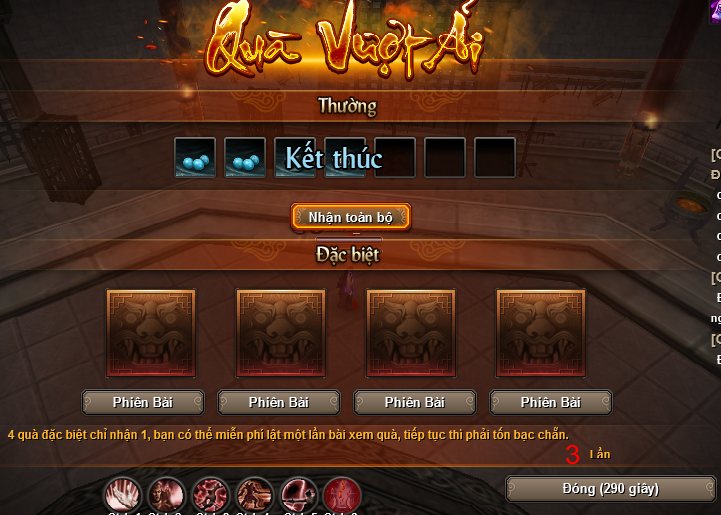 Quà Vượt Ải
Thường
Kết thúc
Nhận toàn bộ
Đặc biệt
Phiên Bài Phiên Bài Phiên Bài Phiên Bài
4 quà đặc biệt chỉ nhận 1, bạn có thể miễn phí lật một lần bài xem quà, tiếp tục thi phải tốn bạc chẵn.
3 lần
Đóng (290 giây)